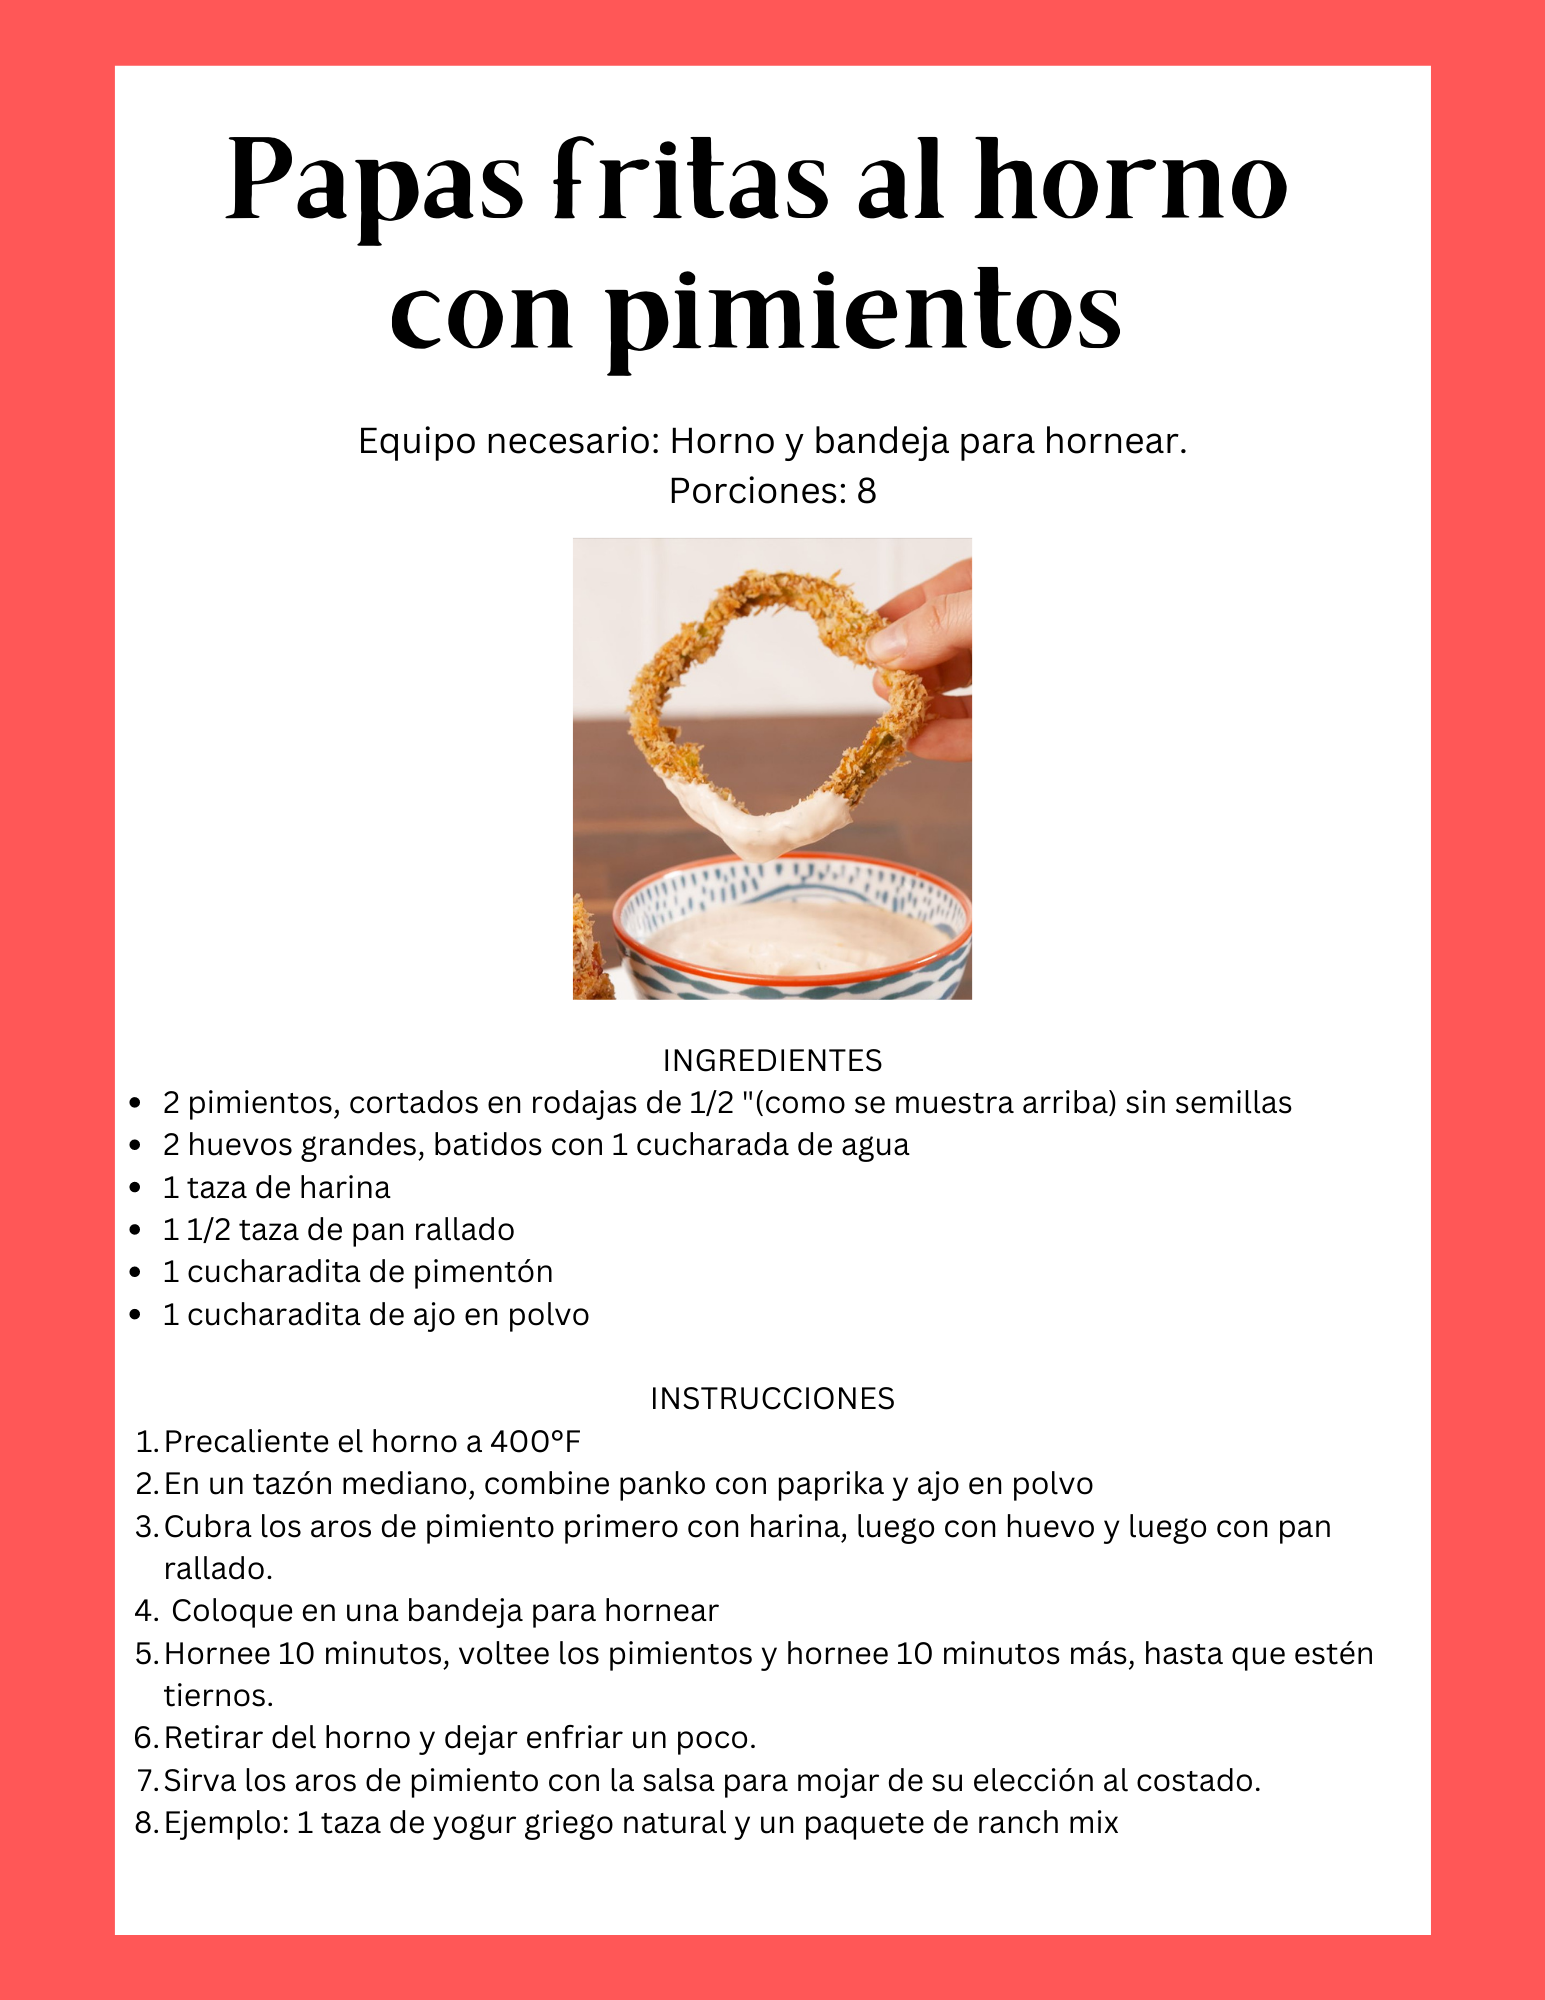 Papas fritas al horno
con pimientos
Equipo necesario: Horno y bandeja para hornear.
Porciones: 8
INGREDIENTES
• 2 pimientos, cortados en rodajas de 1/2 "(como se muestra arriba) sin semillas
• 2 huevos grandes, batidos con 1 cucharada de agua
• 1 taza de harina
• 1 1/2 taza de pan rallado
• 1 cucharadita de pimentón
• 1 cucharadita de ajo en polvo
INSTRUCCIONES
1. Precaliente el horno a 400°F
2. En un tazón mediano, combine panko con paprika y ajo en polvo
3. Cubra los aros de pimiento primero con harina, luego con huevo y luego con pan
rallado.
4. Coloque en una bandeja para hornear
5. Hornee 10 minutos, voltee los pimientos y hornee 10 minutos más, hasta que estén
tiernos.
6. Retirar del horno y dejar enfriar un poco.
7. Sirva los aros de pimiento con la salsa para mojar de su elección al costado.
8. Ejemplo: 1 taza de yogur griego natural y un paquete de ranch mix